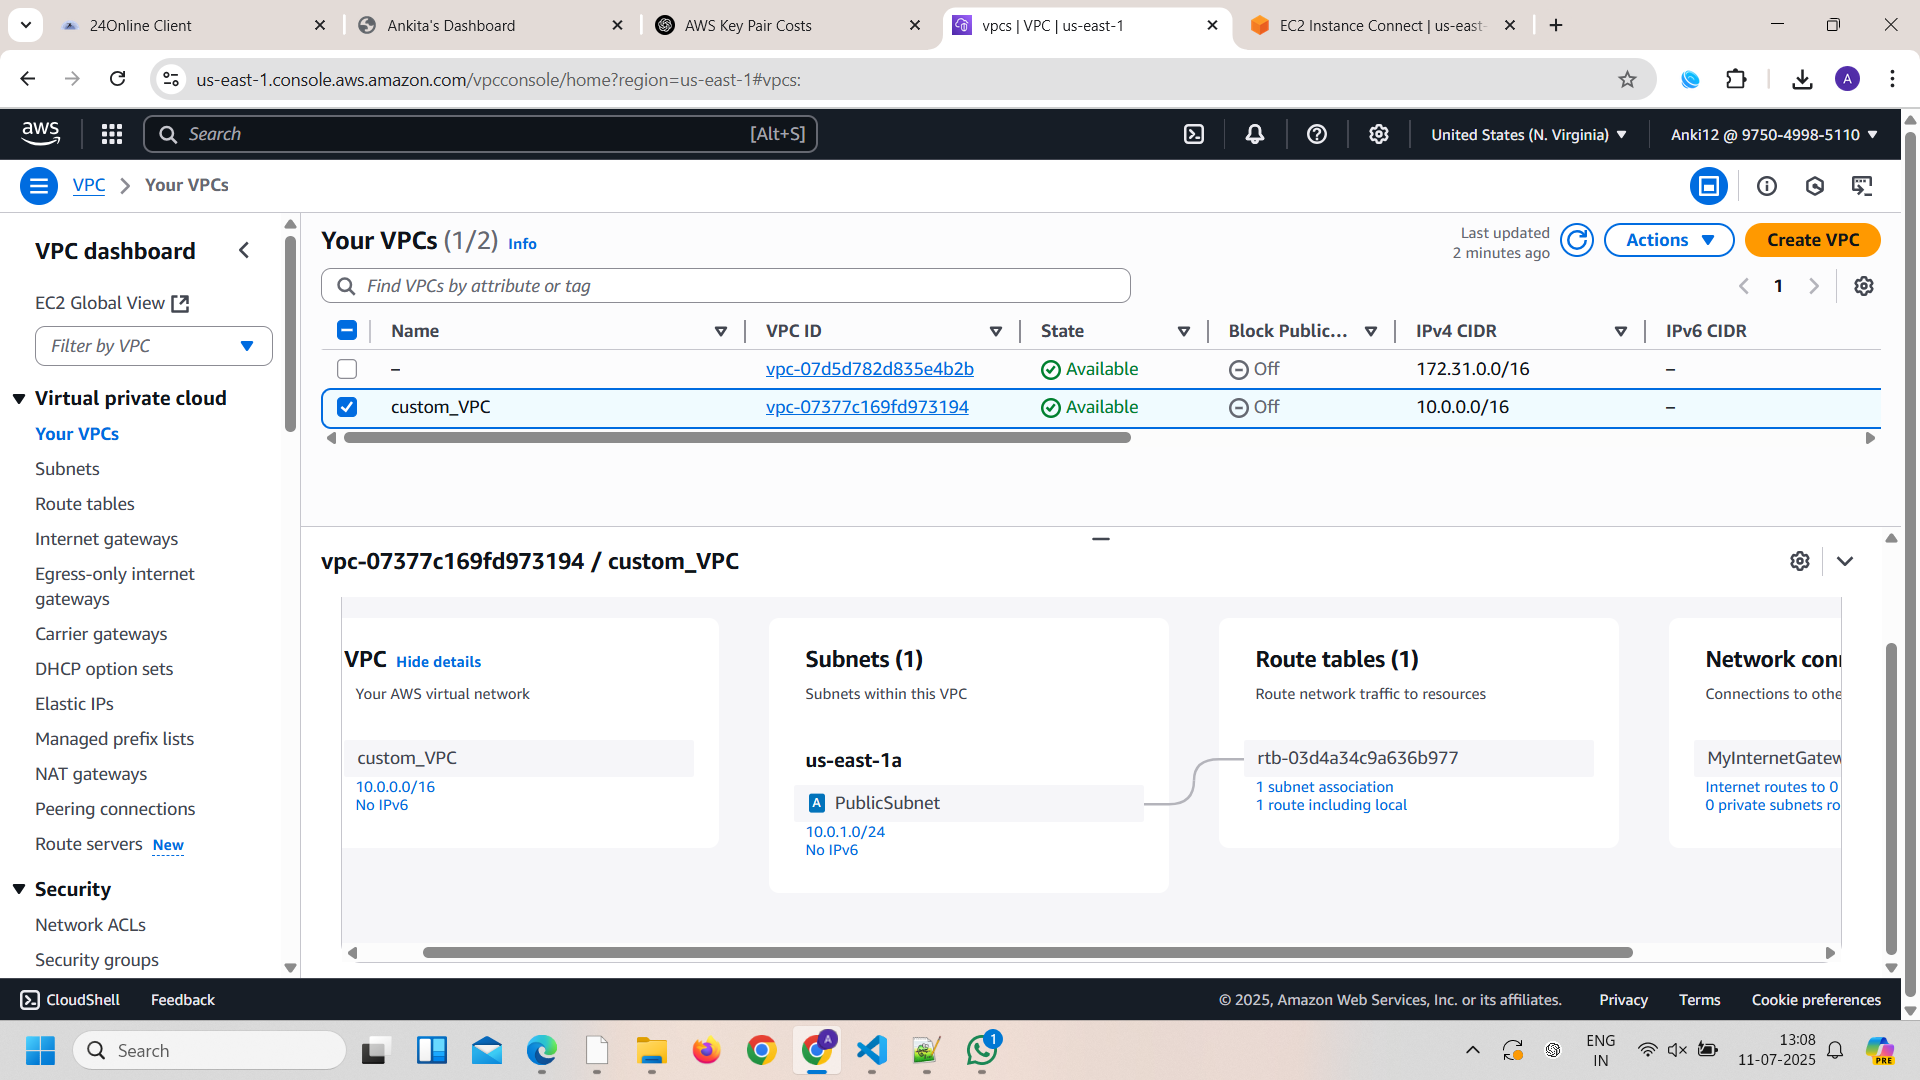 24Online Client
Ankita's Dashboard
AWS Key Pair Costs
vpcs | VPC | us-east-1
EC2 Instance Connect | us-east-
us-east-1.console.aws.amazon.com/vpcconsole/home?region=us-east-1#vpcs:
A
aws
Search
[Alt+S]
United States (N. Virginia)
Anki12 @ 9750-4998-5110
VPC
Your VPCs
VPC dashboard
EC2 Global View
Filter by VPC
Virtual private cloud
Your VPCs
Subnets
Route tables
Internet gateways
Egress-only internet
gateways
Carrier gateways
DHCP option sets
Elastic IPs
Managed prefix lists
NAT gateways
Peering connections
Route servers New
Security
Network ACLs
Security groups
Your VPCs (1/2) Info
Last updated
2 minutes ago
Actions
Create VPC
Find VPCs by attribute or tag
1
Name
VPC ID
State
Block Public...
IPv4 CIDR
IPv6 CIDR
–
vpc-07d5d782d835e4b2b
Available
Off
172.31.0.0/16
–
custom_VPC
vpc-07377c169fd973194
Available
Off
10.0.0.0/16
–
vpc-07377c169fd973194 / custom_VPC
VPC Hide details
Your AWS virtual network
custom_VPC
10.0.0.0/16
No IPv6
Subnets (1)
Subnets within this VPC
us-east-1a
A PublicSubnet
10.0.1.0/24
No IPv6
Route tables (1)
Route network traffic to resources
rtb-03d4a34c9a636b977
1 subnet association
1 route including local
Network con
Connections to othe
MyInternetGatew
Internet routes to 0
0 private subnets ro
CloudShell
Feedback
© 2025, Amazon Web Services, Inc. or its affiliates.
Privacy
Terms
Cookie preferences
Search
A
1
ENG
IN
13:08
11-07-2025
PRE